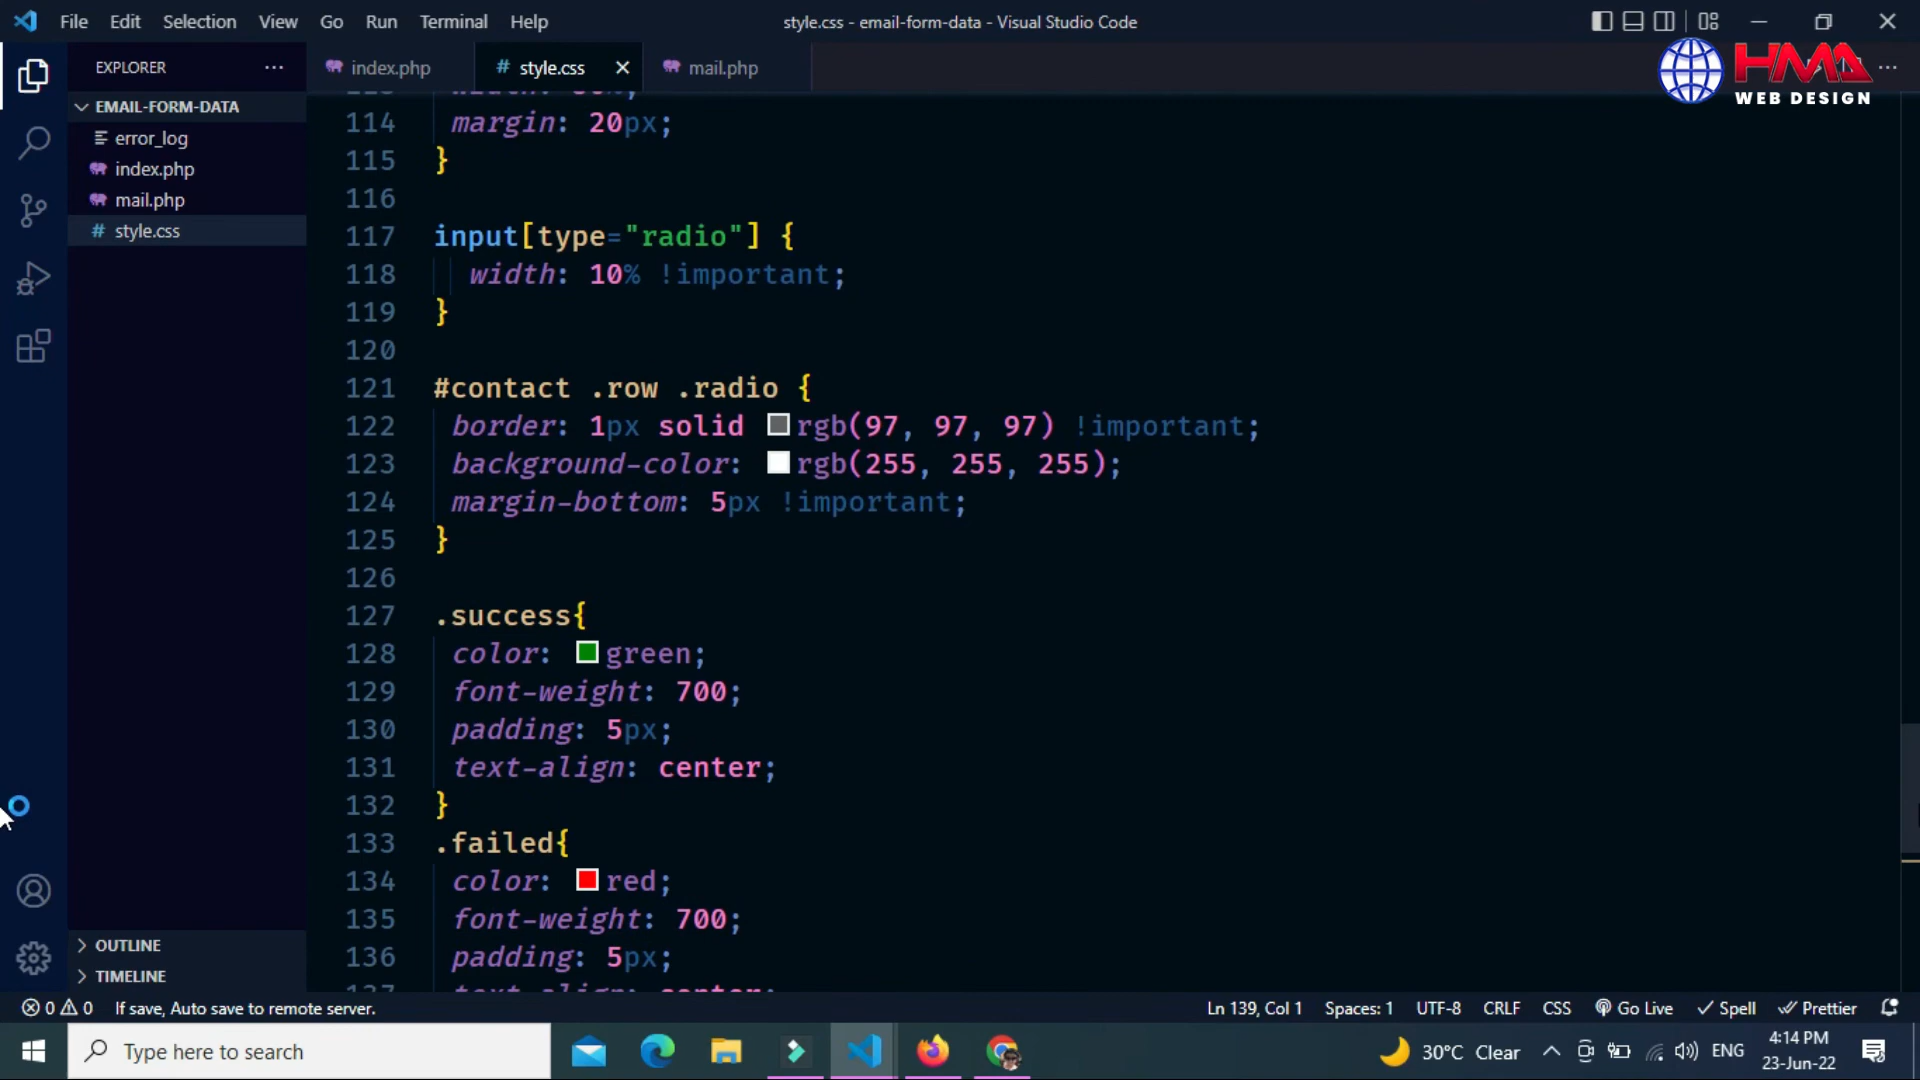 File Edit Selection View Go Run Terminal Help
style.css - email-form-data - Visual Studio Code
EXPLORER
index.php
# style.css
mail.php
HMA
WEB DESIGN
EMAIL-FORM-DATA
error_log
index.php
mail.php
# style.css
114 margin: 20px;
115 }
116
117 input[type="radio"] {
118 width: 10% !important;
119 }
120
121 #contact .row .radio {
122 border: 1px solid rgb(97, 97, 97) !important;
123 background-color: rgb(255, 255, 255);
124 margin-bottom: 5px !important;
125 }
126
127 .success{
128 color: green;
129 font-weight: 700;
130 padding: 5px;
131 text-align: center;
132 }
133 .failed{
134 color: red;
135 font-weight: 700;
136 padding: 5px;
OUTLINE
TIMELINE
0 0 If save, Auto save to remote server.
Ln 139, Col 1 Spaces: 1 UTF-8 CRLF CSS Go Live Spell Prettier
Type here to search
30°C Clear
ENG
4:14 PM
23-Jun-22